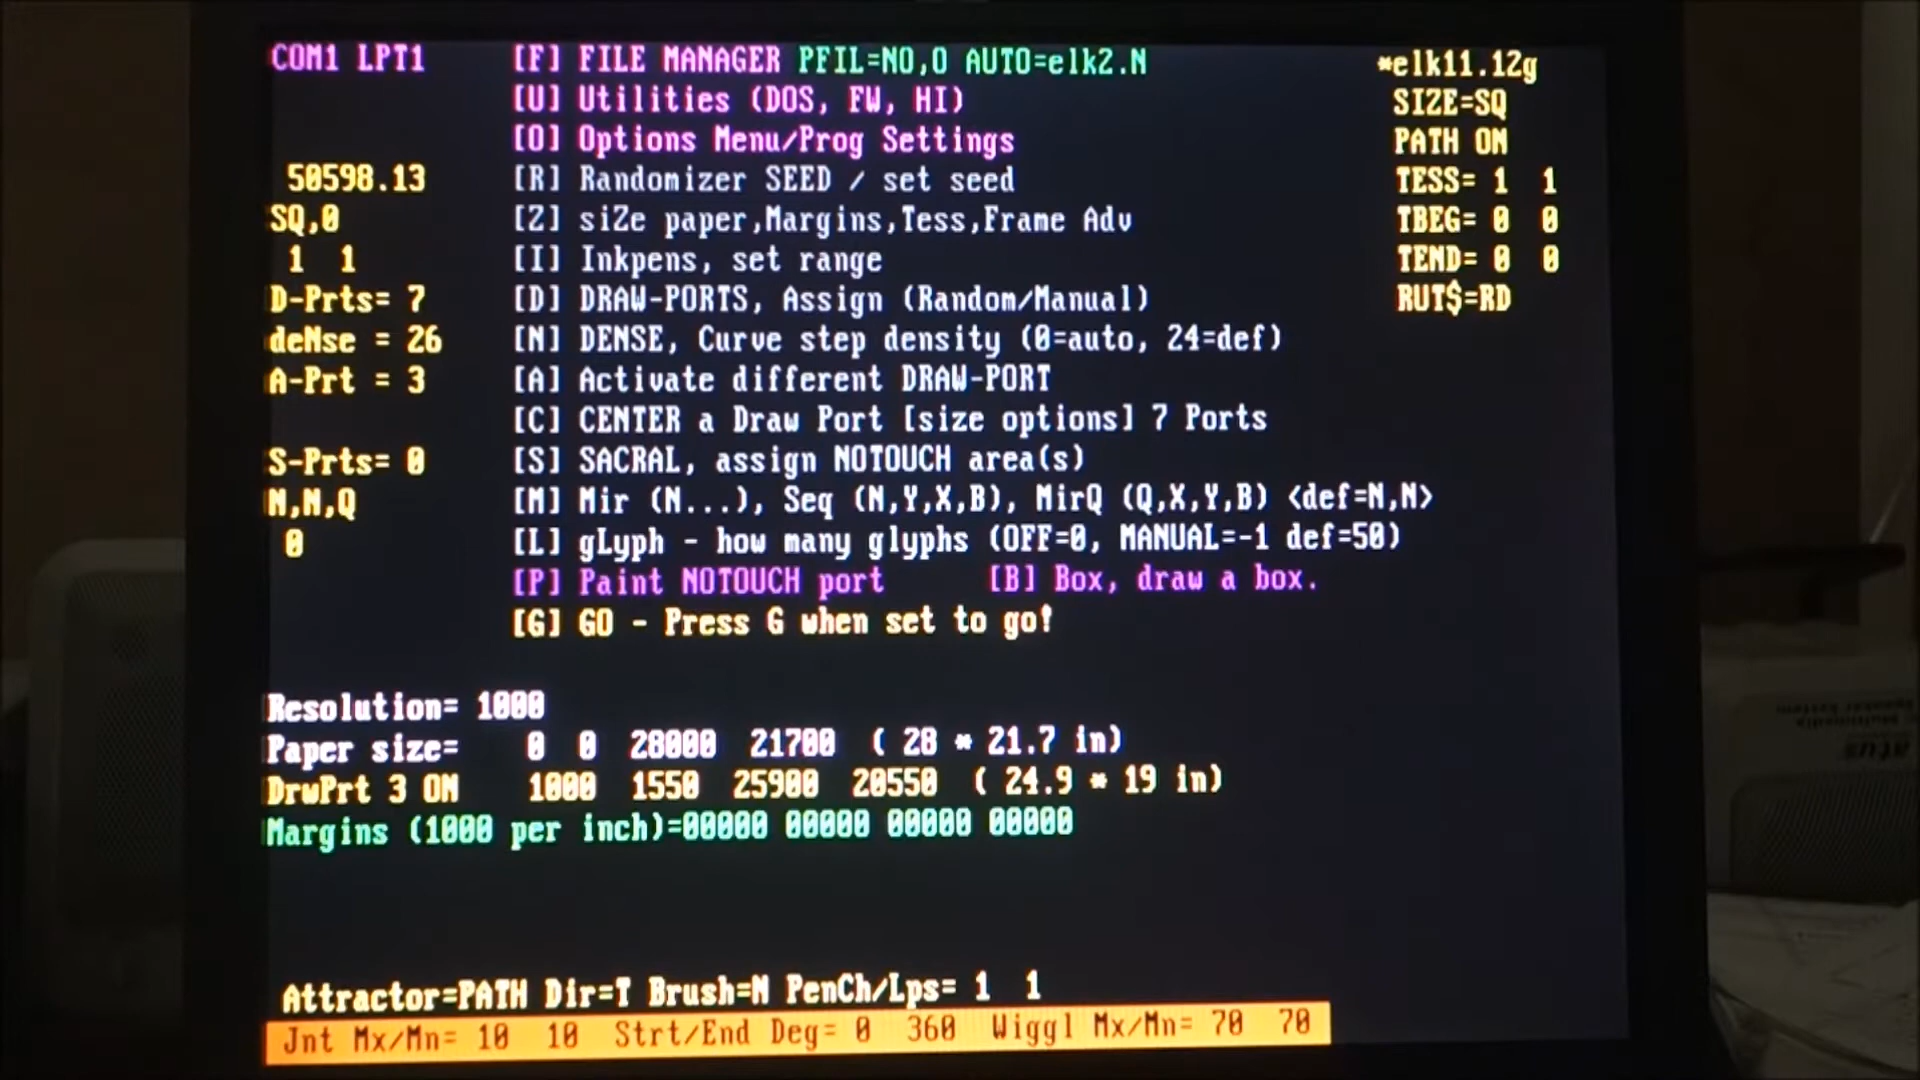 COM1 LPT1 [F] FILE MANAGER PFIL=NO,O AUTO=elk2.N *elk11.12g
[U] Utilities (DOS, FW, HI) SIZE=SQ
[O] Options Menu/Prog Settings PATH ON
50598.13 [R] Randomizer SEED / set seed TESS= 1 1
SQ,0 [Z] siZe paper,Margins,Tess,Frame Adv TBEG= 0 0
1 1 [I] Inkpens, set range TEND= 0 0
D-Prts= 7 [D] DRAW-PORTS, Assign (Random/Manual) RUT$=RD
deNse = 26 [N] DENSE, Curve step density (0=auto, 24=def)
A-Prt = 3 [A] Activate different DRAW-PORT
[C] CENTER a Draw Port [size options] 7 Ports
S-Prts= 0 [S] SACRAL, assign NOTOUCH area(s)
N,N,Q [M] Mir (N...), Seq (N,Y,X,B), MirQ (Q,X,Y,B) <def=N,N>
0 [L] gLyph - how many glyphs (OFF=0, MANUAL=-1 def=50)
[P] Paint NOTOUCH port [B] Box, draw a box.
[G] GO - Press G when set to go!
Resolution= 1000
Paper size= 0 0 28000 21700 ( 28 * 21.7 in)
DrwPrt 3 ON 1000 1550 25900 20550 ( 24.9 * 19 in)
Margins (1000 per inch)=00000 00000 00000 00000
Attractor=PATH Dir=T Brush=N PenCh/Lps= 1 1
Jnt Mx/Mn= 10 10 Strt/End Deg= 0 360 Wiggl Mx/Mn= 70 70